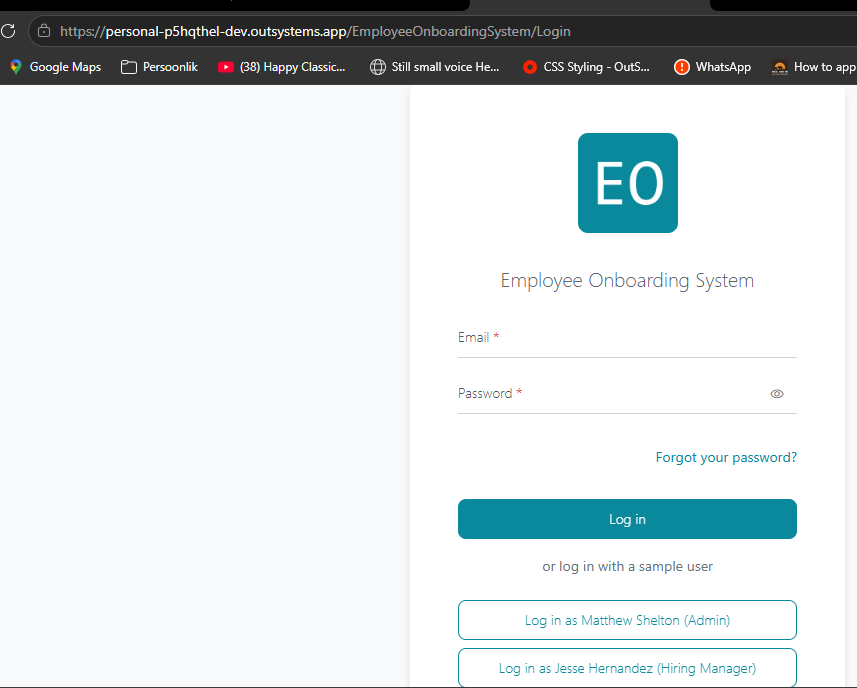 https://personal-p5hqthel-dev.outsystems.app/EmployeeOnboardingSystem/Login
Google Maps Persoonlik (38) Happy Classic... Still small voice He... CSS Styling - OutS... WhatsApp How to app
EO
Employee Onboarding System
Email *
Password *
Forgot your password?
Log in
or log in with a sample user
Log in as Matthew Shelton (Admin)
Log in as Jesse Hernandez (Hiring Manager)